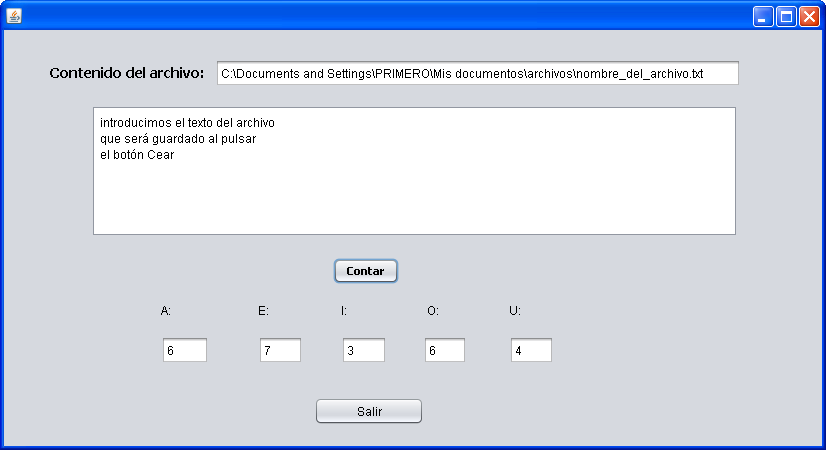 Contenido del archivo: C:\Documents and Settings\PRIMERO\Mis documentos\archivos\nombre_del_archivo.txt
introducimos el texto del archivo
que será guardado al pulsar
el botón Cear
Contar
A: E: I: O: U:
6 7 3 6 4
Salir